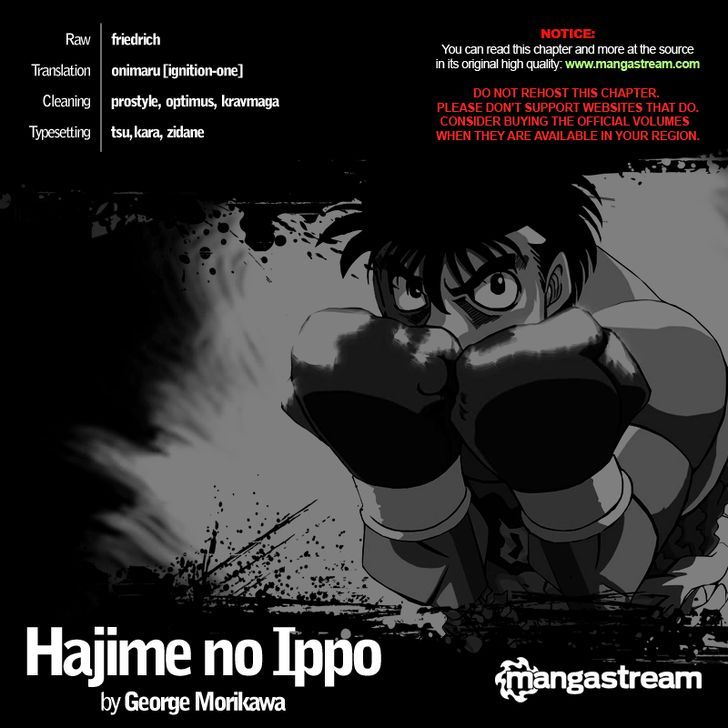 Raw friedrich
Translation onimaru [ignition-one]
Cleaning prostyle, optimus, kravmaga
Typesetting tsu,kara, zidane
NOTICE:
You can read this chapter and more at the source
in its original high quality: www.mangastream.com
DO NOT REHOST THIS CHAPTER.
PLEASE DON'T SUPPORT WEBSITES THAT DO.
CONSIDER BUYING THE OFFICIAL VOLUMES
WHEN THEY ARE AVAILABLE IN YOUR REGION.
Hajime no Ippo
by George Morikawa
mangastream